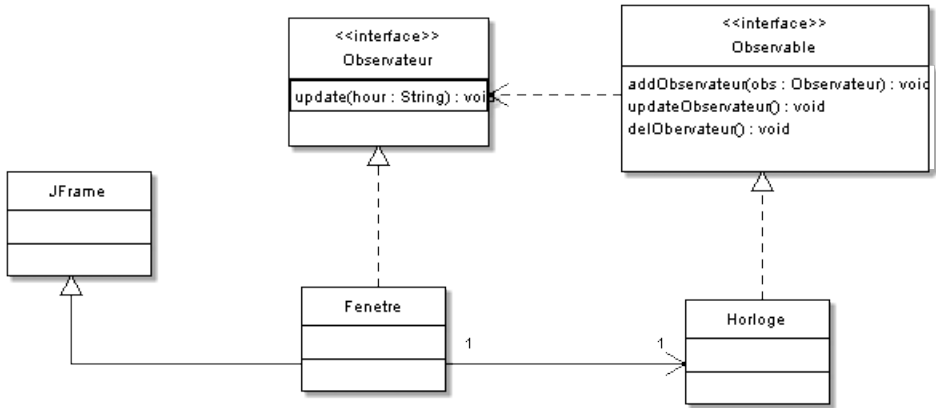 <<interface>>
Observateur
update(hour : String) : void
<<interface>>
Observable
addObservateur(obs : Observateur) : void
updateObservateur() : void
delObervateur() : void
JFrame
Fenetre
1
1
Horloge